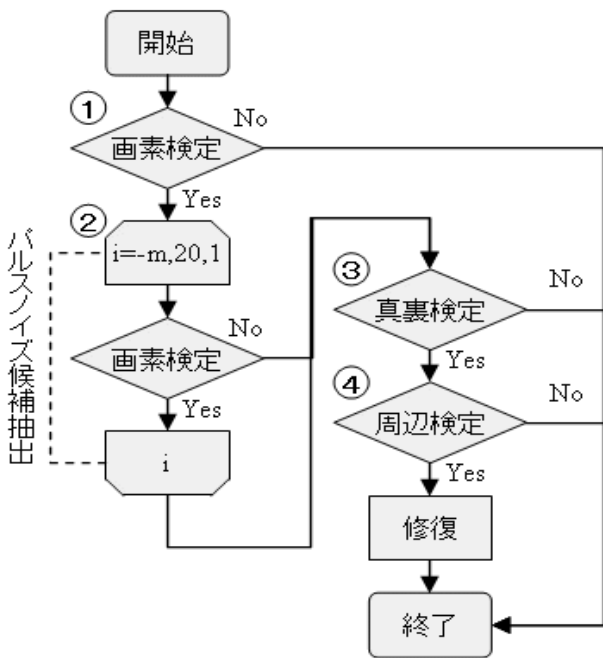 開始
①
画素検定
No
Yes
②
i=-m,20,1
パルスノイズ候補抽出
画素検定
No
Yes
i
③
真裏検定
No
Yes
④
周辺検定
No
Yes
修復
終了